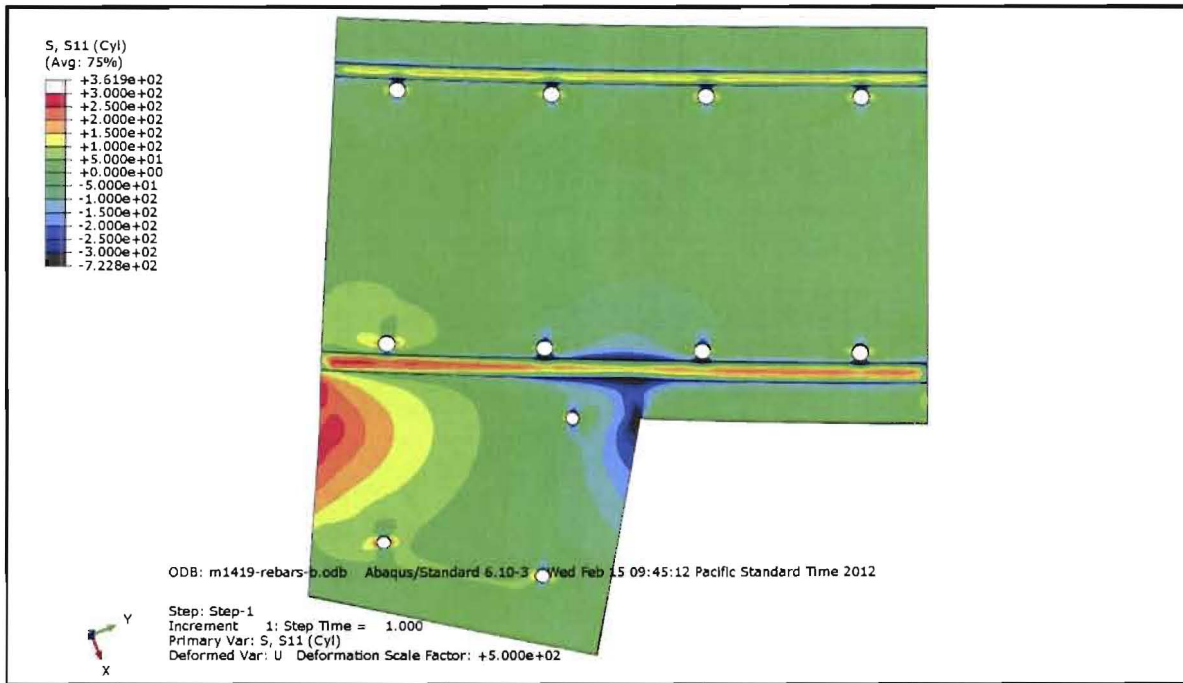 S, S11 (Cyl)
(Avg: 75%)
+3.619e+02
+3.000e+02
+2.500e+02
+2.000e+02
+1.500e+02
+1.000e+02
+5.000e+01
+0.000e+00
-5.000e+01
-1.000e+02
-1.500e+02
-2.000e+02
-2.500e+02
-3.000e+02
-7.228e+02
ODB: m1419-rebars-b.odb Abaqus/Standard 6.10-3 Wed Feb 15 09:45:12 Pacific Standard Time 2012
Step: Step-1
Increment 1: Step Time = 1.000
Primary Var: S, S11 (Cyl)
Deformed Var: U Deformation Scale Factor: +5.000e+02
Y
X